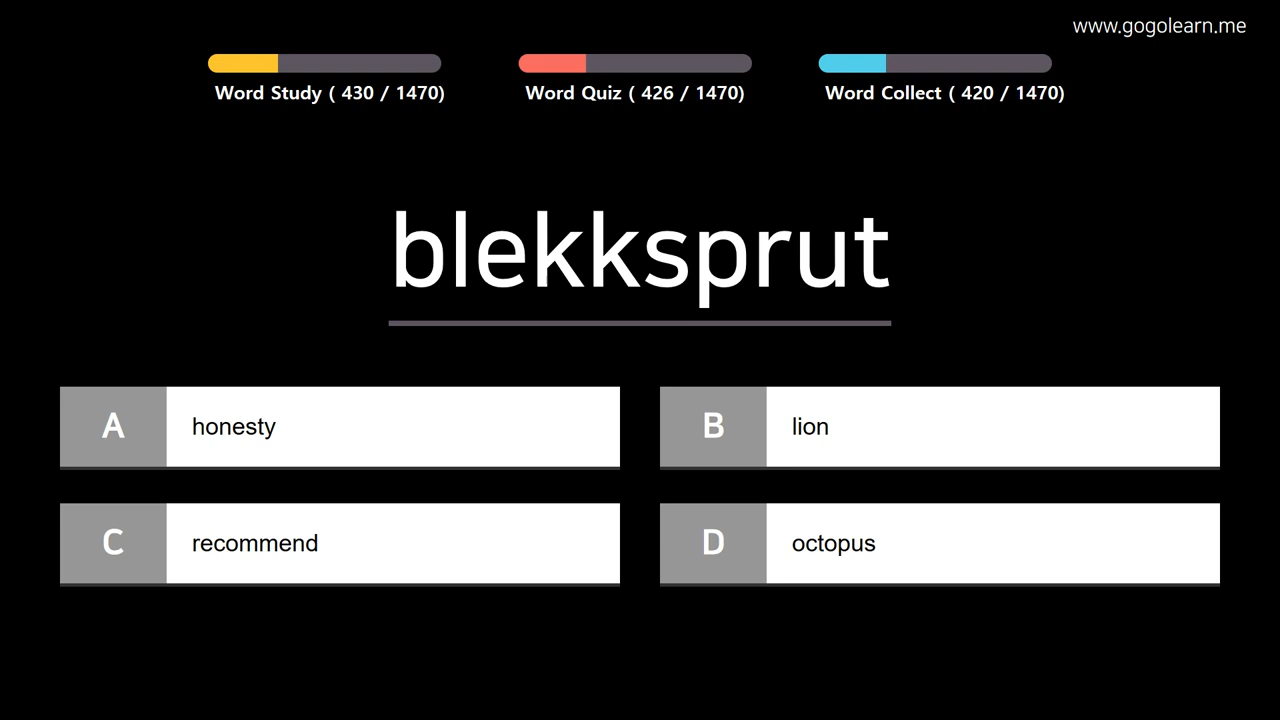 www.gogolearn.me
Word Study ( 430 / 1470)
Word Quiz ( 426 / 1470)
Word Collect ( 420 / 1470)
blekksprut
A honesty
B lion
C recommend
D octopus